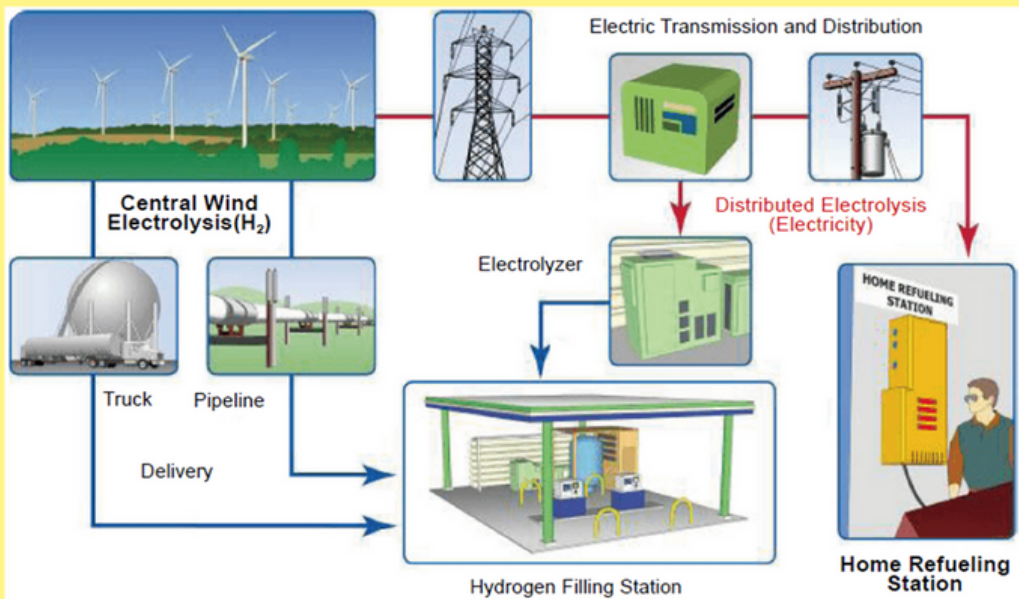 Electric Transmission and Distribution
Central Wind
Electrolysis(H₂)
Distributed Electrolysis
(Electricity)
Electrolyzer
HOME REFUELING
STATION
Truck
Pipeline
Delivery
Hydrogen Filling Station
Home Refueling
Station